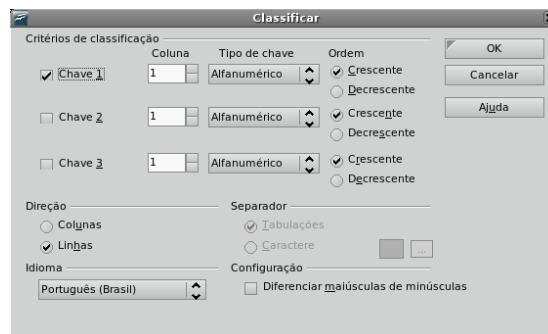 Classificar
Critérios de classificação
Coluna Tipo de chave Ordem
Chave 1 1 Alfanumérico Crescente
Decrescente
Chave 2 1 Alfanumérico Crescente
Decrescente
Chave 3 1 Alfanumérico Crescente
Decrescente
OK
Cancelar
Ajuda
Direção
Colunas
Linhas
Separador
Tabulações
Caractere ...
Idioma
Português (Brasil)
Configuração
Diferenciar maiúsculas de minúsculas